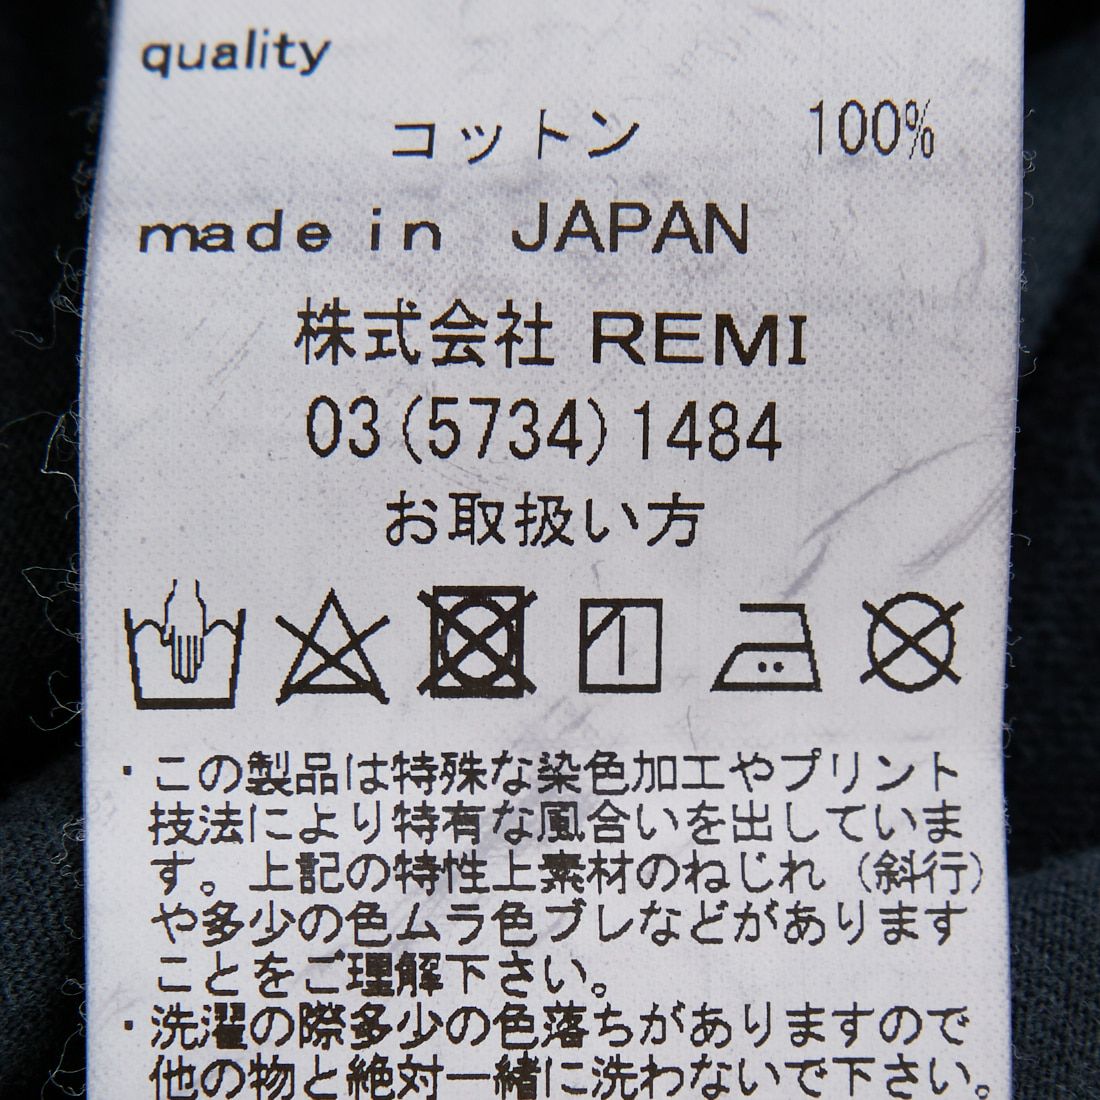 quality
コットン 100%
made in JAPAN
株式会社 REMI
03(5734)1484
お取扱い方
・この製品は特殊な染色加工やプリント
技法により特有な風合いを出していま
す。上記の特性上素材のねじれ（斜行）
や多少の色ムラ色ブレなどがあります
ことをご理解下さい。
・洗濯の際多少の色落ちがありますので
他の物と絶対一緒に洗わないで下さい。